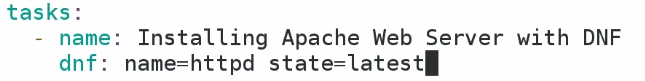 tasks:
  - name: Installing Apache Web Server with DNF
    dnf: name=httpd state=latest